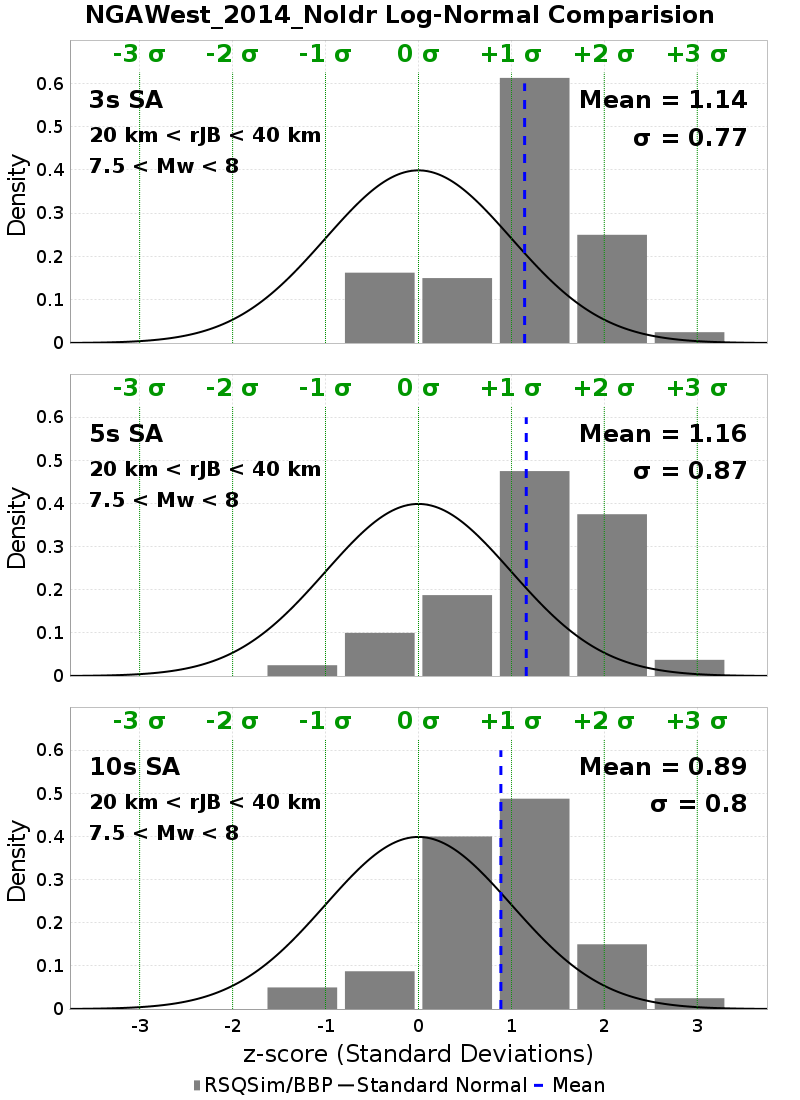 NGAWest_2014_NoIdr Log-Normal Comparision
-3 σ -2 σ -1 σ 0 σ +1 σ +2 σ +3 σ
3s SA
Mean = 1.14
20 km < rJB < 40 km
σ = 0.77
7.5 < Mw < 8
0.6
0.5
0.4
0.3
0.2
0.1
0
Density
-3 σ -2 σ -1 σ 0 σ +1 σ +2 σ +3 σ
5s SA
Mean = 1.16
20 km < rJB < 40 km
σ = 0.87
7.5 < Mw < 8
0.6
0.5
0.4
0.3
0.2
0.1
0
Density
-3 σ -2 σ -1 σ 0 σ +1 σ +2 σ +3 σ
10s SA
Mean = 0.89
20 km < rJB < 40 km
σ = 0.8
7.5 < Mw < 8
0.6
0.5
0.4
0.3
0.2
0.1
0
Density
-3 -2 -1 0 1 2 3
z-score (Standard Deviations)
RSQSim/BBP Standard Normal Mean